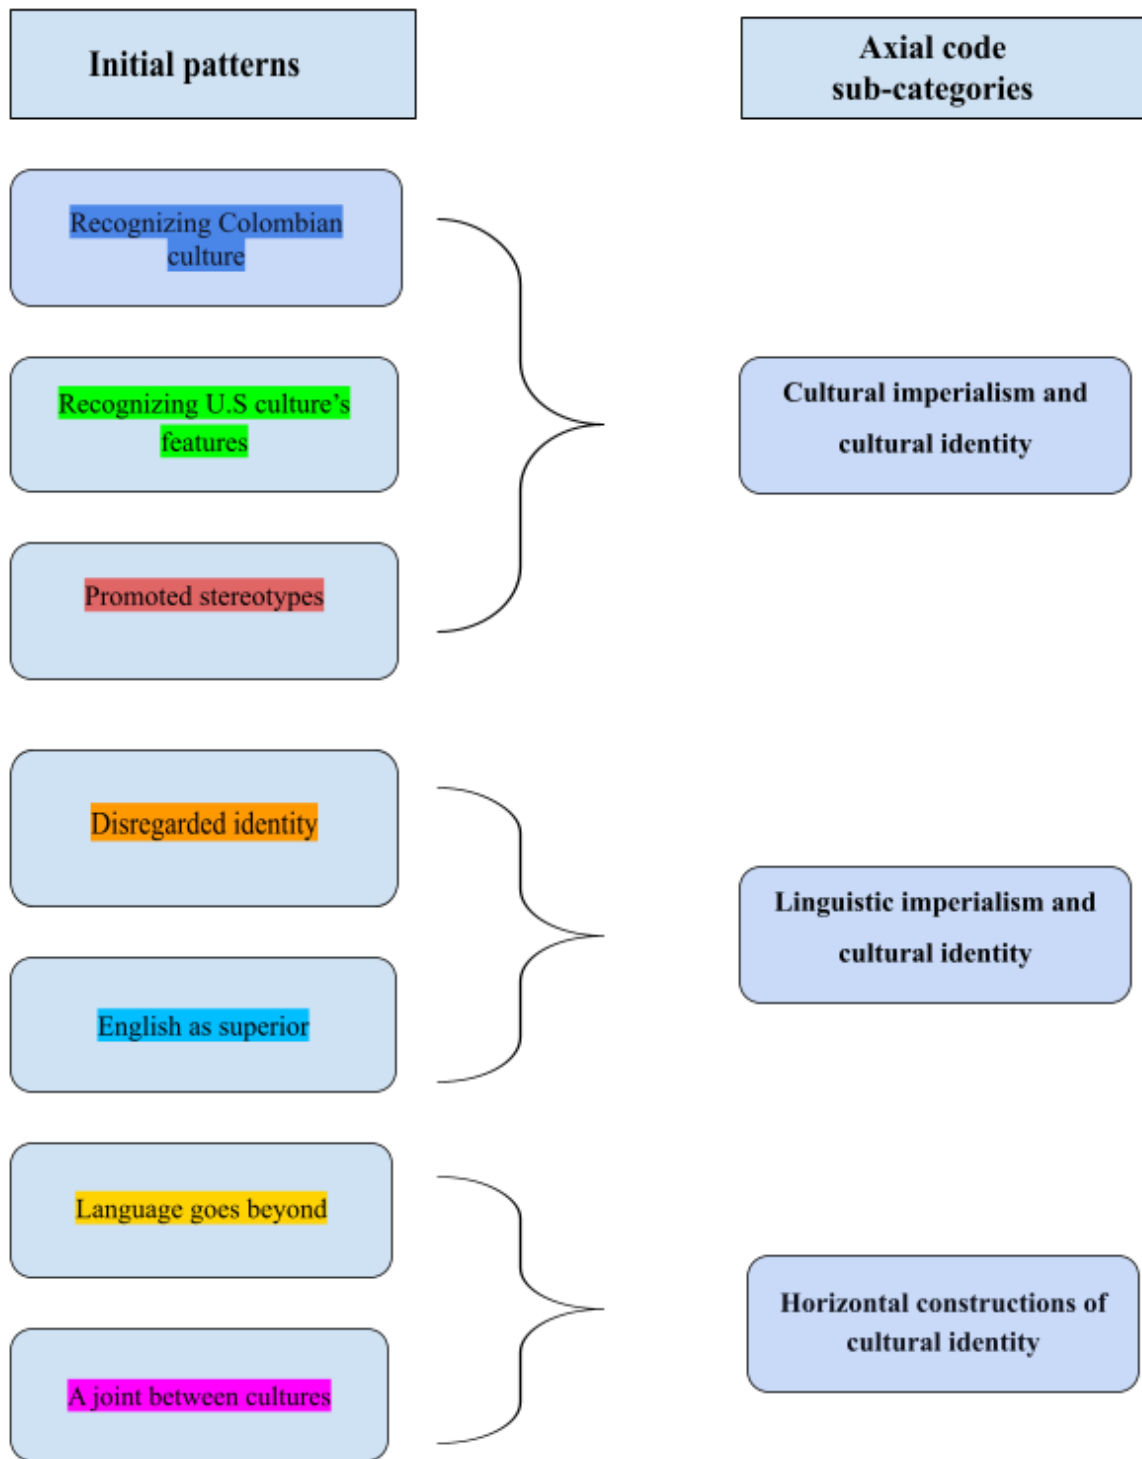 Initial patterns
Axial code
sub-categories
Recognizing Colombian
culture
Recognizing U.S culture’s
features
Promoted stereotypes
Cultural imperialism and
cultural identity
Disregarded identity
English as superior
Linguistic imperialism and
cultural identity
Language goes beyond
A joint between cultures
Horizontal constructions of
cultural identity